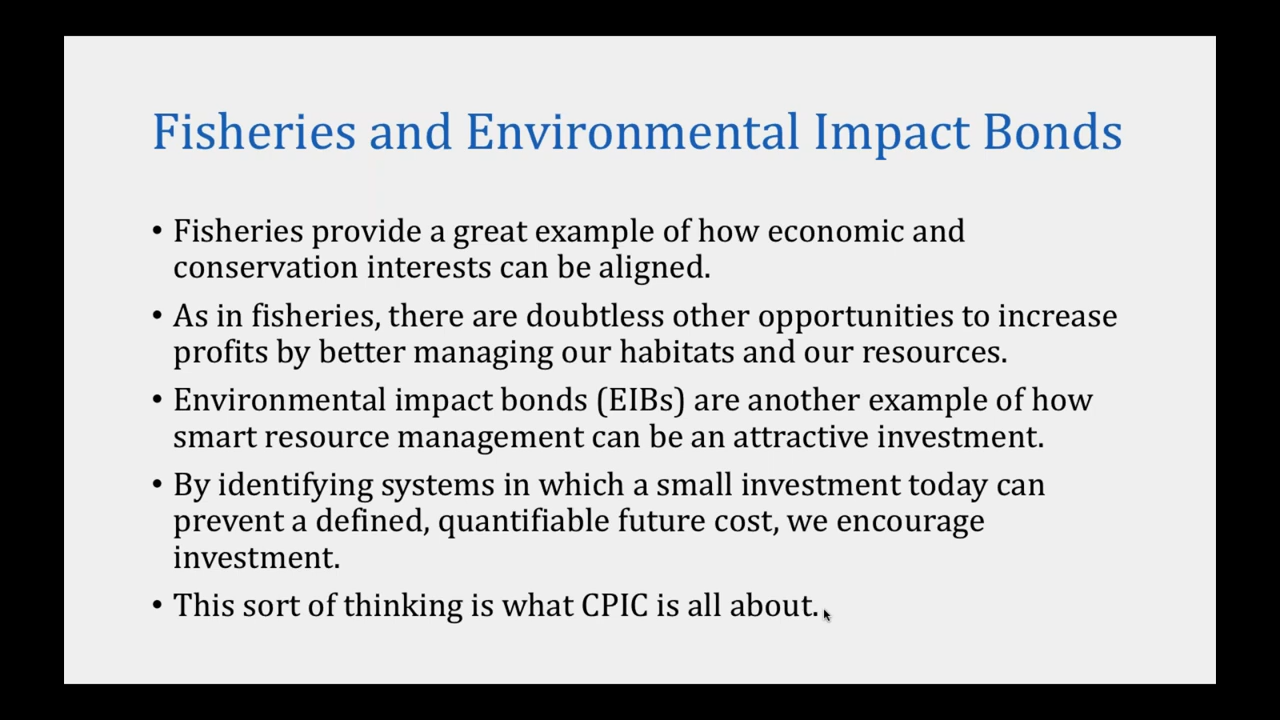 Fisheries and Environmental Impact Bonds
• Fisheries provide a great example of how economic and
conservation interests can be aligned.
• As in fisheries, there are doubtless other opportunities to increase
profits by better managing our habitats and our resources.
• Environmental impact bonds (EIBs) are another example of how
smart resource management can be an attractive investment.
• By identifying systems in which a small investment today can
prevent a defined, quantifiable future cost, we encourage
investment.
• This sort of thinking is what CPIC is all about.